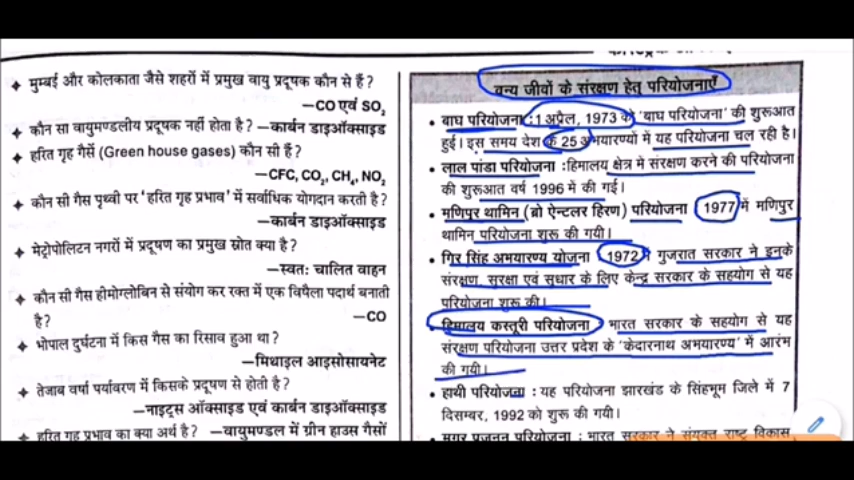 मुम्बई और कोलकाता जैसे शहरों में प्रमुख वायु प्रदूषक कौन से हैं?
—CO एवं SO₂
कौन सा वायुमण्डलीय प्रदूषक नहीं होता है? —कार्बन डाइऑक्साइड
हरित गृह गैसें (Green house gases) कौन सी हैं?
—CFC, CO₂, CH₄, NO₂
कौन सी गैस पृथ्वी पर 'हरित गृह प्रभाव' में सर्वाधिक योगदान करती है?
—कार्बन डाइऑक्साइड
मेट्रोपोलिटन नगरों में प्रदूषण का प्रमुख स्रोत क्या है?
—स्वतः चालित वाहन
कौन सी गैस होमोग्लोबिन से संयोग कर रक्त में एक विषैला पदार्थ बनाती
है? —CO
भोपाल दुर्घटना में किस गैस का रिसाव हुआ था?
—मिथाइल आइसोसायनेट
तेजाब वर्षा पर्यावरण में किसके प्रदूषण से होती है?
—नाइट्रस ऑक्साइड एवं कार्बन डाइऑक्साइड
हरित गृह प्रभाव का क्या अर्थ है? —वायुमण्डल में ग्रीन हाउस गैसों
वन्य जीवों के संरक्षण हेतु परियोजनाएँ
• बाघ परियोजना : 1 अप्रैल, 1973 को 'बाघ परियोजना' की शुरूआत
हुई। इस समय देश के 25 अभयारण्यों में यह परियोजना चल रही है।
• लाल पांडा परियोजना :हिमालय क्षेत्र मे संरक्षण करने की परियोजना
की शुरूआत वर्ष 1996 में की गई।
• मणिपुर थामिन (ब्रो ऐन्टलर हिरण) परियोजना 1977 में मणिपुर
थामिन परियोजना शुरू की गयी।
• गिर सिंह अभयारण्य योजना 1972 गुजरात सरकार ने इनके
संरक्षण, सुरक्षा एवं सुधार के लिए केन्द्र सरकार के सहयोग से यह
परियोजना शुरू की।
• हिमालय कस्तूरी परियोजना भारत सरकार के सहयोग से यह
संरक्षण परियोजना उत्तर प्रदेश के 'केदारनाथ अभयारण्य' में आरंभ
की गयी।
• हाथी परियोजना : यह परियोजना झारखंड के सिंहभूम जिले में 7
दिसम्बर, 1992 को शुरू की गयी।
• मगर प्रजनन परियोजना : भारत सरकार ने संयुक्त राष्ट्र विकास